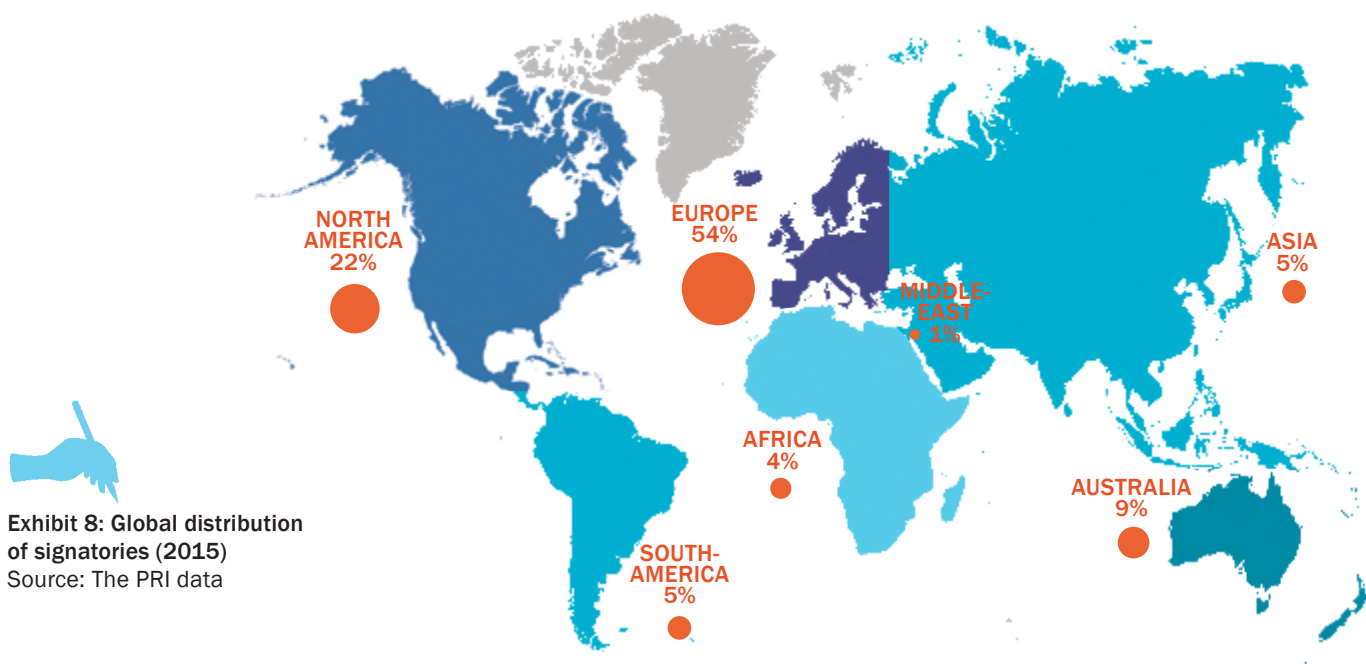 NORTH
AMERICA
22%
EUROPE
54%
ASIA
5%
MIDDLE-
EAST
1%
AFRICA
4%
AUSTRALIA
9%
SOUTH-
AMERICA
5%
Exhibit 8: Global distribution
of signatories (2015)
Source: The PRI data